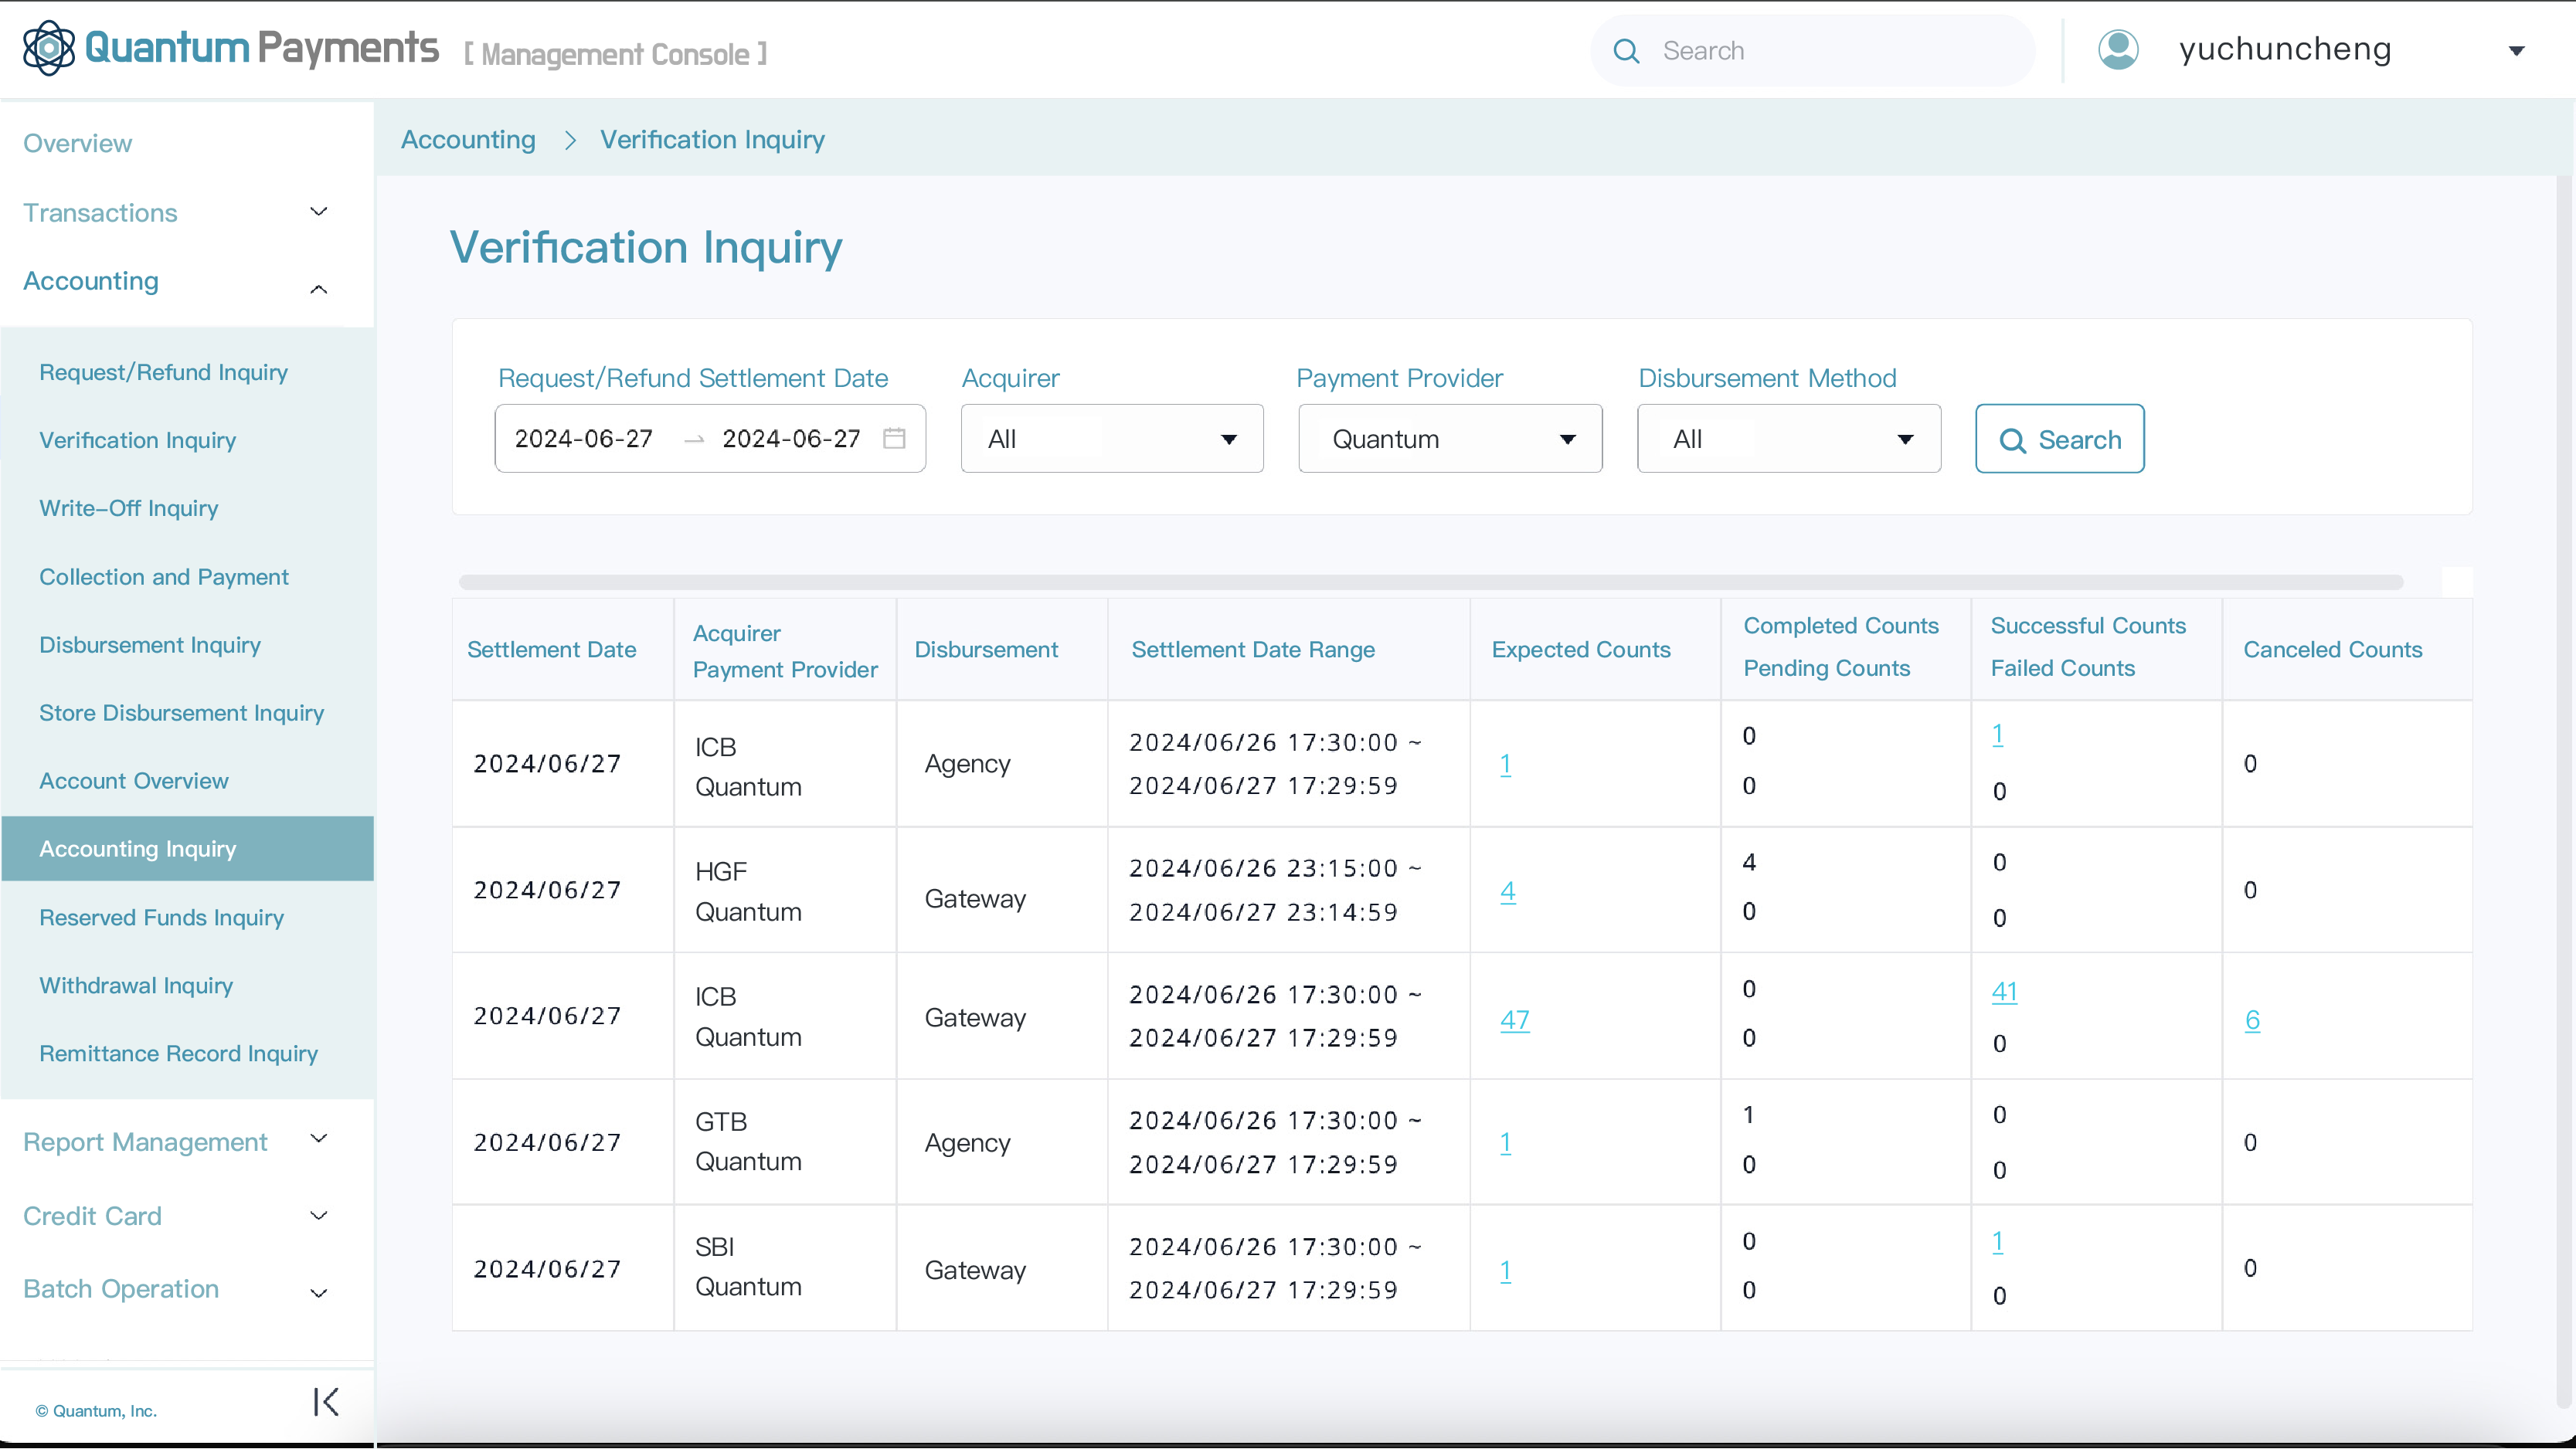 Quantum Payments [ Management Console ]
Search
yuchuncheng
Overview
Transactions
Accounting
Request/Refund Inquiry
Verification Inquiry
Write-Off Inquiry
Collection and Payment
Disbursement Inquiry
Store Disbursement Inquiry
Account Overview
Accounting Inquiry
Reserved Funds Inquiry
Withdrawal Inquiry
Remittance Record Inquiry
Report Management
Credit Card
Batch Operation
© Quantum, Inc.
Accounting > Verification Inquiry
Verification Inquiry
Request/Refund Settlement Date
2024-06-27 → 2024-06-27
Acquirer
All
Payment Provider
Quantum
Disbursement Method
All
Search
Settlement Date
Acquirer
Payment Provider
Disbursement
Settlement Date Range
Expected Counts
Completed Counts
Pending Counts
Successful Counts
Failed Counts
Canceled Counts
2024/06/27
ICB
Quantum
Agency
2024/06/26 17:30:00 ~
2024/06/27 17:29:59
1
0
0
1
0
0
2024/06/27
HGF
Quantum
Gateway
2024/06/26 23:15:00 ~
2024/06/27 23:14:59
4
4
0
0
0
0
2024/06/27
ICB
Quantum
Gateway
2024/06/26 17:30:00 ~
2024/06/27 17:29:59
47
0
0
41
0
6
2024/06/27
GTB
Quantum
Agency
2024/06/26 17:30:00 ~
2024/06/27 17:29:59
1
1
0
0
0
0
2024/06/27
SBI
Quantum
Gateway
2024/06/26 17:30:00 ~
2024/06/27 17:29:59
1
0
0
1
0
0